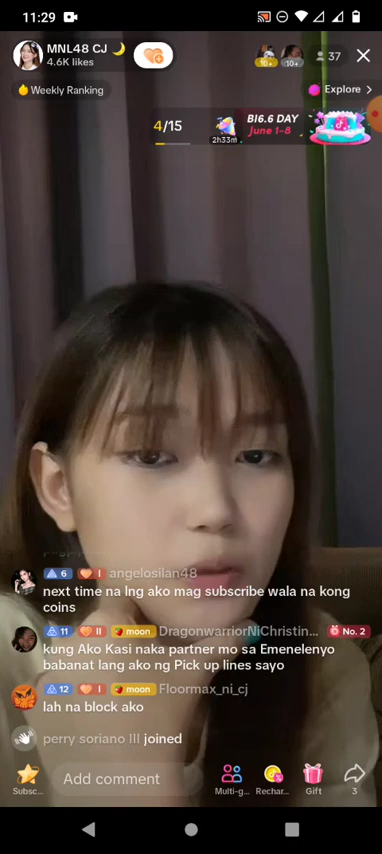 11:29
MNL48 CJ 🌙
4.6K likes
10+
10+
37
Weekly Ranking
Explore
4/15
BI6.6 DAY
June 1-8
2h33m
6 I angelosilan48
next time na lng ako mag subscribe wala na kong
coins
11 II moon DragonwarriorNiChristin... No. 2
kung Ako Kasi naka partner mo sa Emenelenyo
babanat lang ako ng Pick up lines sayo
12 I moon Floormax_ni_cj
lah na block ako
perry soriano III joined
Add comment
Subsc...
Multi-g...
Rechar...
Gift
3